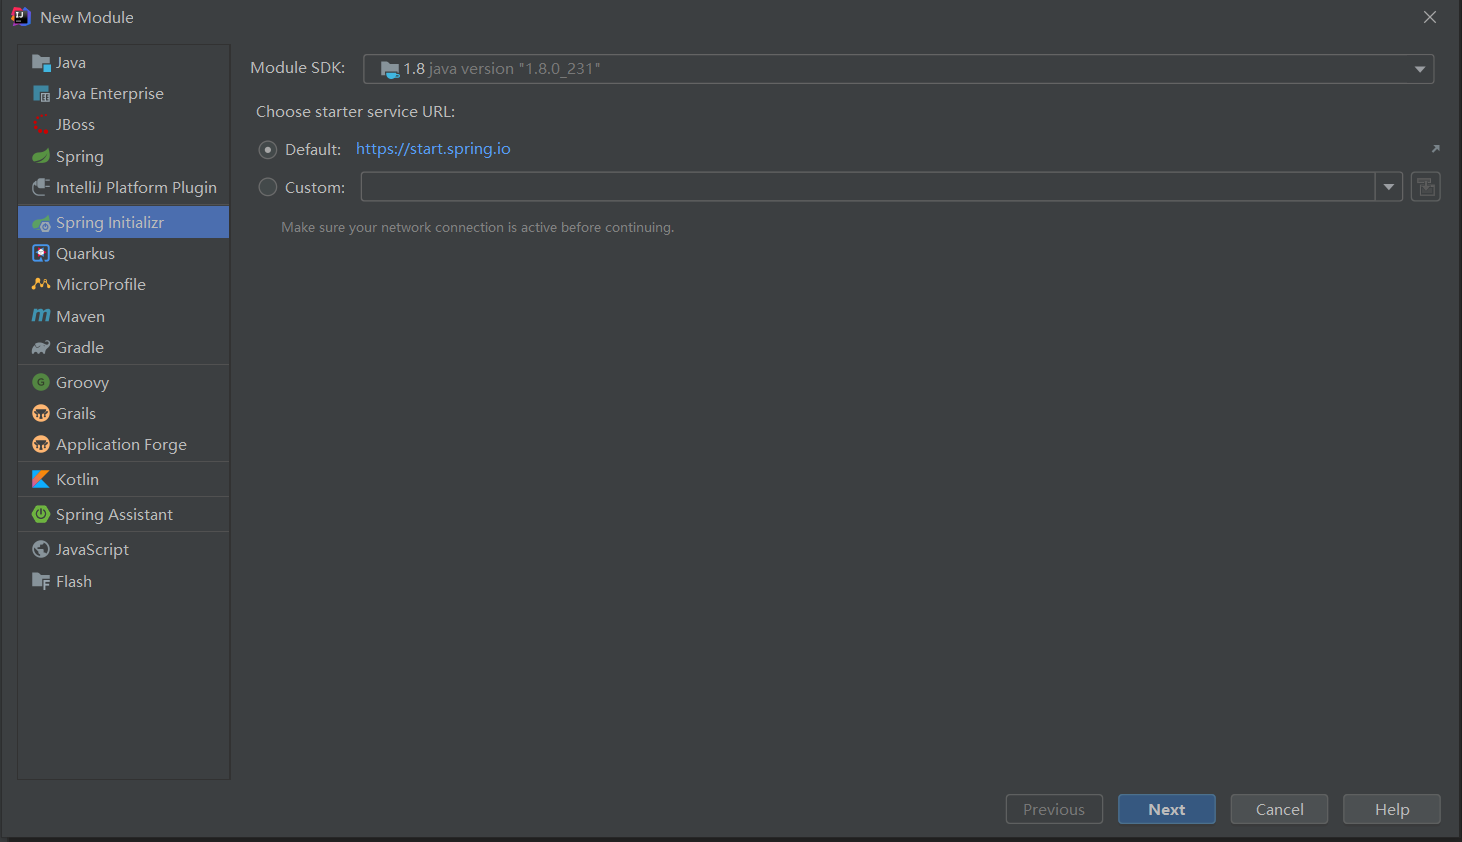 New Module
Java
Java Enterprise
JBoss
Spring
IntelliJ Platform Plugin
Spring Initializr
Quarkus
MicroProfile
Maven
Gradle
Groovy
Grails
Application Forge
Kotlin
Spring Assistant
JavaScript
Flash
Module SDK: 1.8 java version "1.8.0_231"
Choose starter service URL:
Default: https://start.spring.io
Custom:
Make sure your network connection is active before continuing.
Previous Next Cancel Help